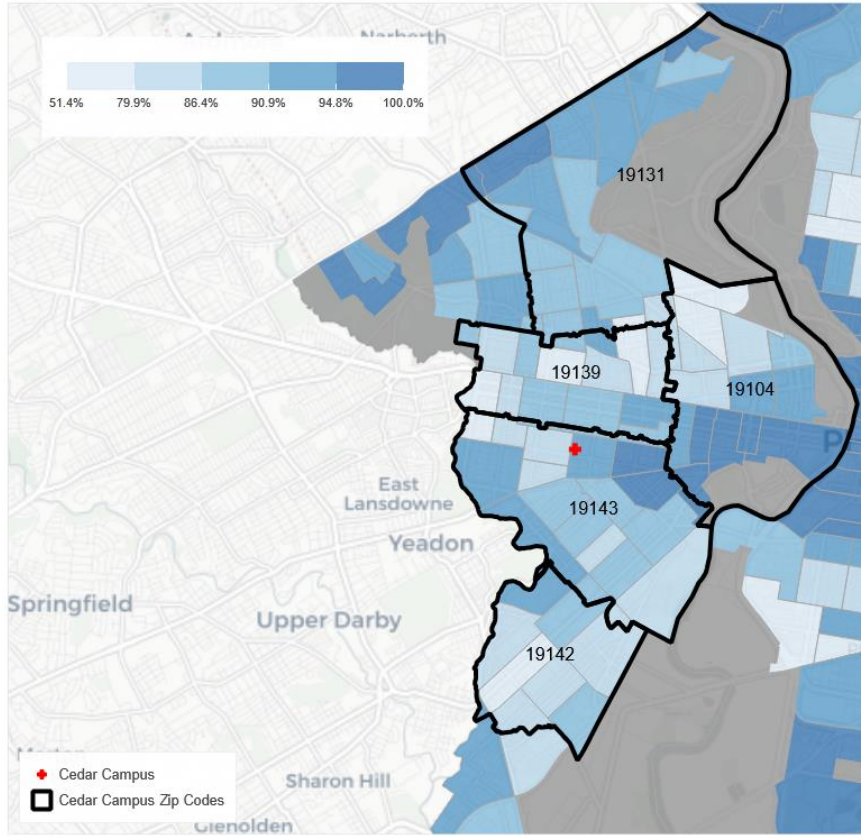 Narberth
51.4% 79.9% 86.4% 90.9% 94.8% 100.0%
19131
19139
19104
East
Lansdowne
19143
Yeadon
Springfield
Upper Darby
19142
Cedar Campus
Sharon Hill
Cedar Campus Zip Codes
Glenolden